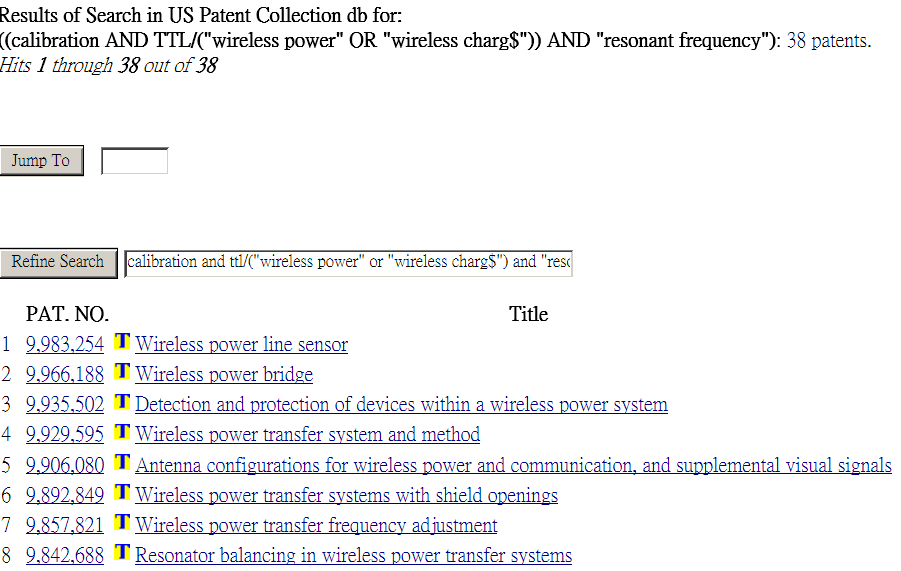 Results of Search in US Patent Collection db for:
((calibration AND TTL/("wireless power" OR "wireless charg$")) AND "resonant frequency"): 38 patents.
Hits 1 through 38 out of 38
Jump To
Refine Search calibration and ttl/("wireless power" or "wireless charg$") and "reso
PAT. NO. Title
1 9,983,254 T Wireless power line sensor
2 9,966,188 T Wireless power bridge
3 9,935,502 T Detection and protection of devices within a wireless power system
4 9,929,595 T Wireless power transfer system and method
5 9,906,080 T Antenna configurations for wireless power and communication, and supplemental visual signals
6 9,892,849 T Wireless power transfer systems with shield openings
7 9,857,821 T Wireless power transfer frequency adjustment
8 9,842,688 T Resonator balancing in wireless power transfer systems